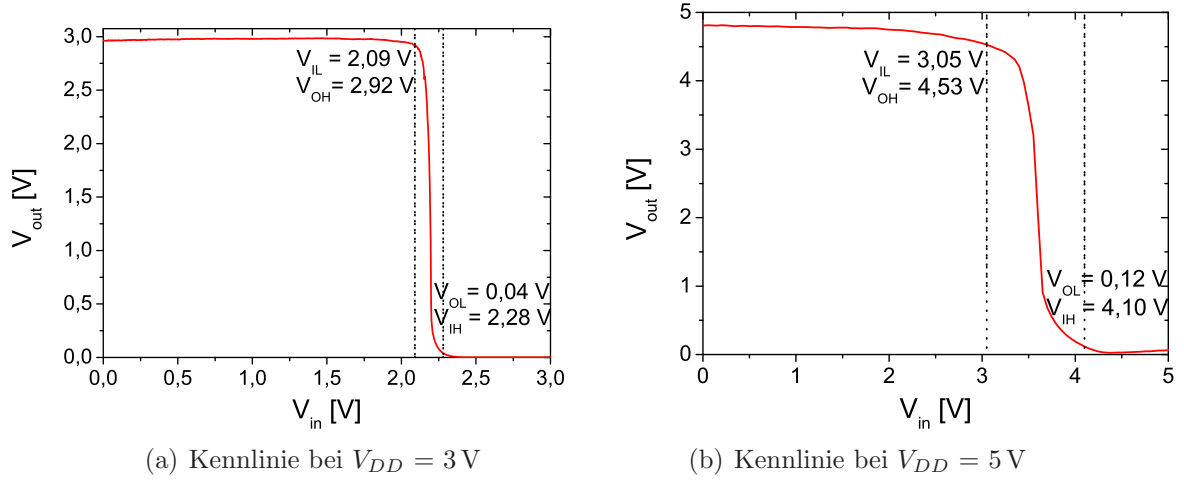 3,0
2,5
2,0
1,5
1,0
0,5
0,0
V_out [V]
V_IL = 2,09 V
V_OH = 2,92 V
V_OL = 0,04 V
V_IH = 2,28 V
0,0 0,5 1,0 1,5 2,0 2,5 3,0
V_in [V]
(a) Kennlinie bei V_DD = 3 V
5
4
3
2
1
0
V_out [V]
V_IL = 3,05 V
V_OH = 4,53 V
V_OL = 0,12 V
V_IH = 4,10 V
0 1 2 3 4 5
V_in [V]
(b) Kennlinie bei V_DD = 5 V